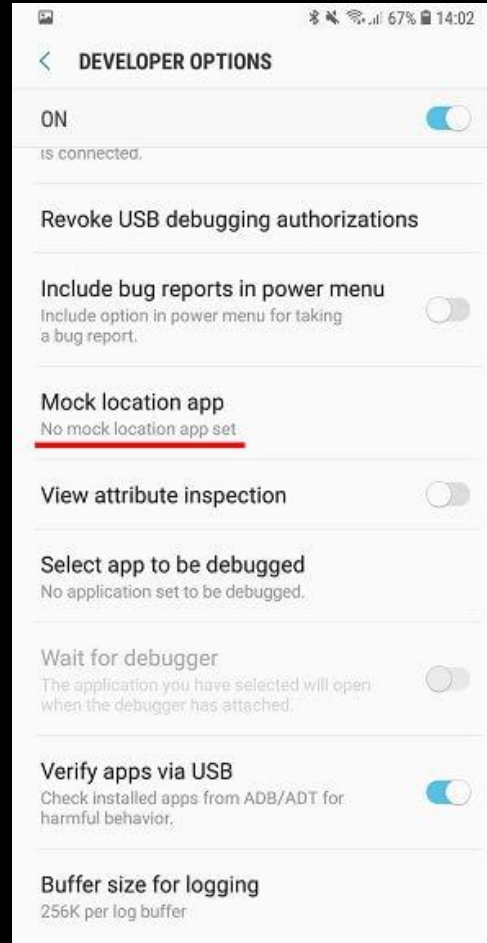 67% 14:02
DEVELOPER OPTIONS
ON
is connected.
Revoke USB debugging authorizations
Include bug reports in power menu
Include option in power menu for taking
a bug report.
Mock location app
No mock location app set
View attribute inspection
Select app to be debugged
No application set to be debugged.
Wait for debugger
The application you have selected will open
when the debugger has attached.
Verify apps via USB
Check installed apps from ADB/ADT for
harmful behavior.
Buffer size for logging
256K per log buffer